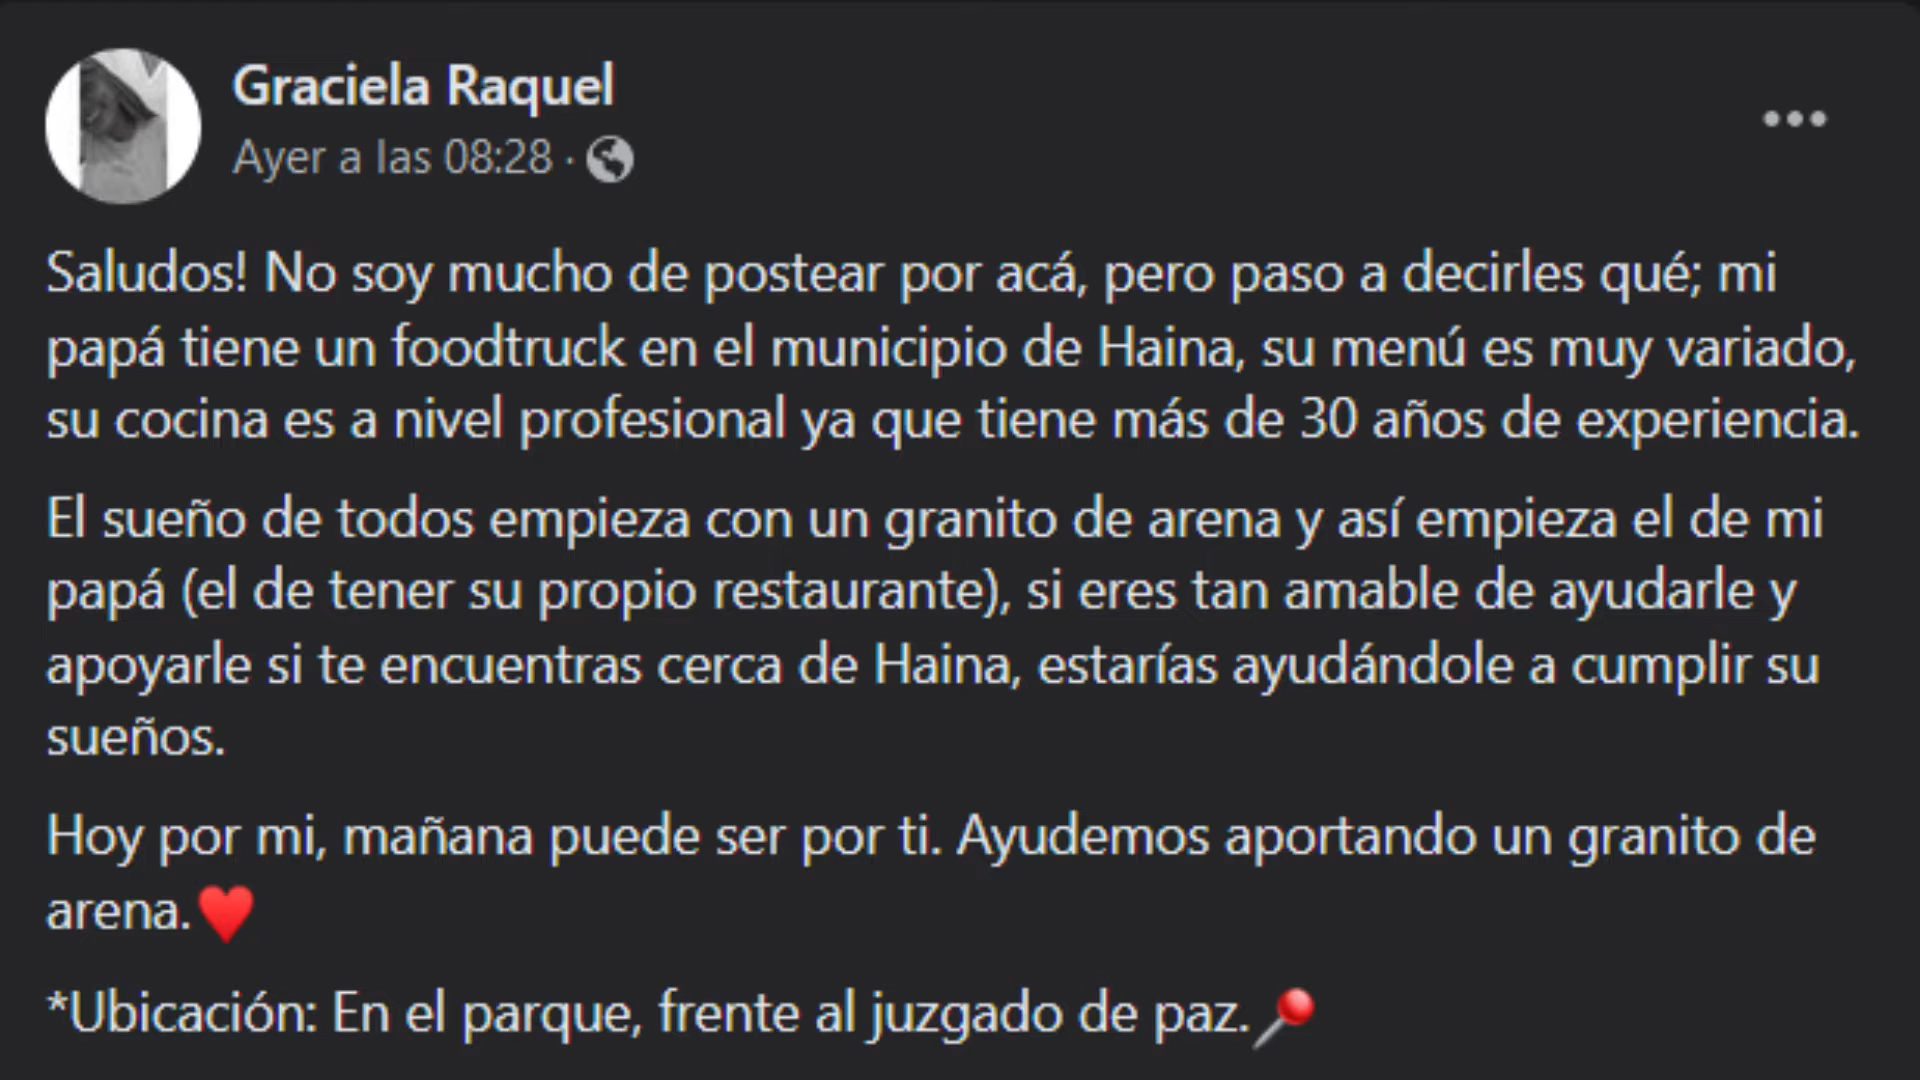 Graciela Raquel
Ayer a las 08:28 ·
Saludos! No soy mucho de postear por acá, pero paso a decirles qué; mi
papá tiene un foodtruck en el municipio de Haina, su menú es muy variado,
su cocina es a nivel profesional ya que tiene más de 30 años de experiencia.
El sueño de todos empieza con un granito de arena y así empieza el de mi
papá (el de tener su propio restaurante), si eres tan amable de ayudarle y
apoyarle si te encuentras cerca de Haina, estarías ayudándole a cumplir su
sueños.
Hoy por mi, mañana puede ser por ti. Ayudemos aportando un granito de
arena.♥️
*Ubicación: En el parque, frente al juzgado de paz.📍